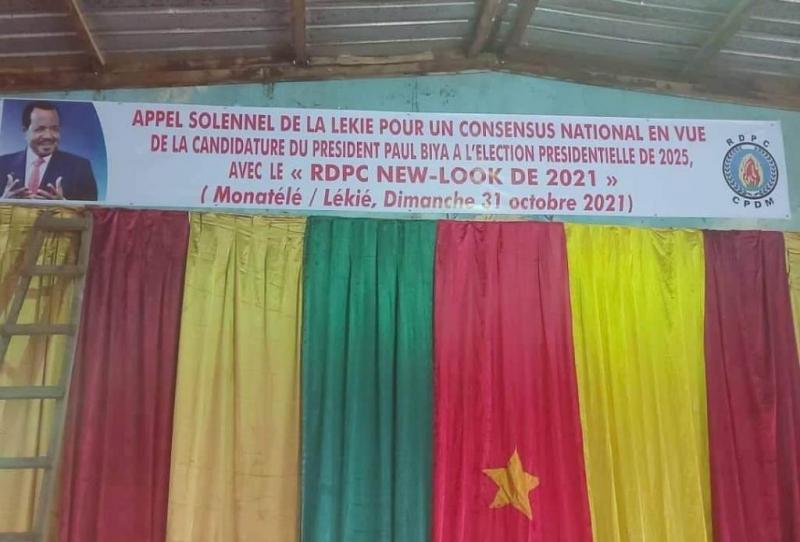 APPEL SOLENNEL DE LA LEKIE POUR UN CONSENSUS NATIONAL EN VUE
DE LA CANDIDATURE DU PRESIDENT PAUL BIYA A L'ELECTION PRESIDENTIELLE DE 2025,
AVEC LE « RDPC NEW-LOOK DE 2021 »
( Monatélé / Lékié, Dimanche 31 octobre 2021)
RDPC
CPDM